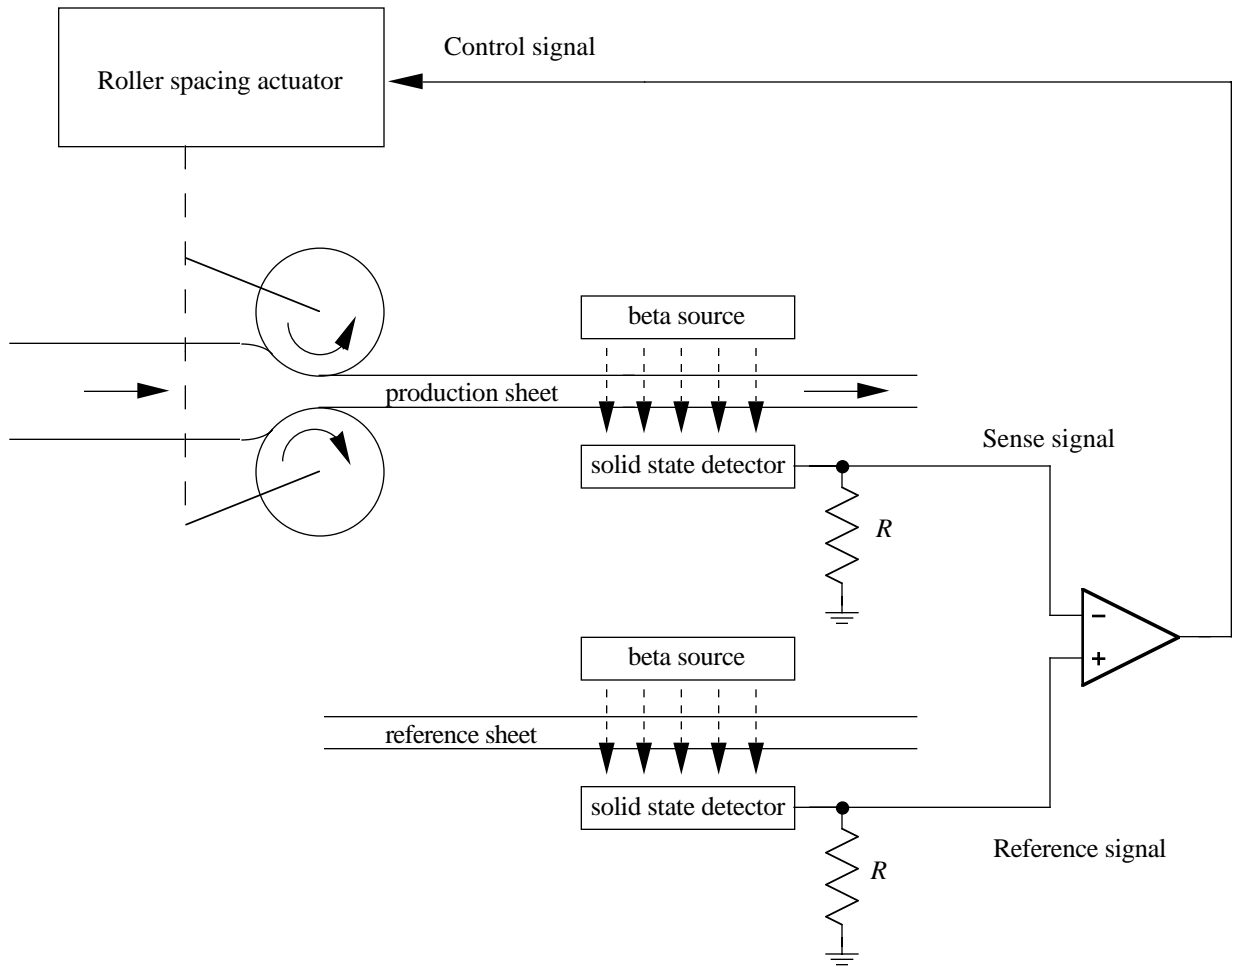 Control signal
Roller spacing actuator
beta source
production sheet
Sense signal
solid state detector
R
−
beta source
+
reference sheet
solid state detector
Reference signal
R